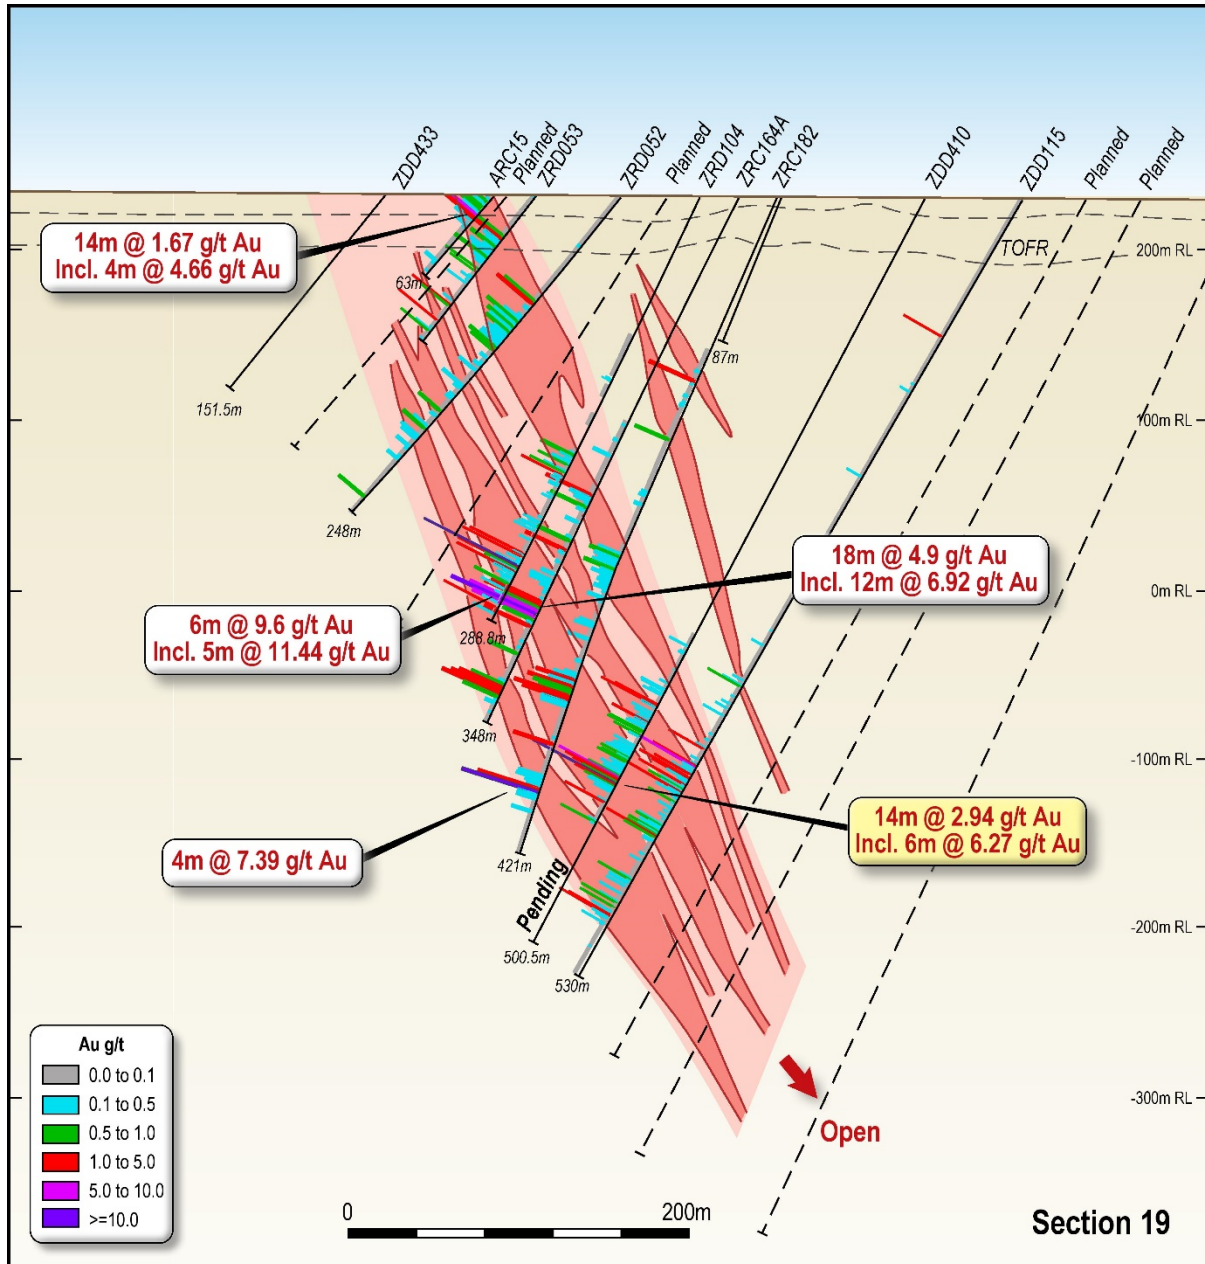 ZDD433
ARC15
Planned
ZRD053
ZRD052
Planned
ZRD104
ZRC164A
ZRC182
ZDD410
ZDD115
Planned
Planned
14m @ 1.67 g/t Au
Incl. 4m @ 4.66 g/t Au
TOFR
200m RL
63m
87m
151.5m
100m RL
248m
18m @ 4.9 g/t Au
Incl. 12m @ 6.92 g/t Au
0m RL
6m @ 9.6 g/t Au
Incl. 5m @ 11.44 g/t Au
288.8m
348m
-100m RL
14m @ 2.94 g/t Au
Incl. 6m @ 6.27 g/t Au
4m @ 7.39 g/t Au
421m
Pending
-200m RL
500.5m
530m
Au g/t
0.0 to 0.1
0.1 to 0.5
0.5 to 1.0
1.0 to 5.0
5.0 to 10.0
>=10.0
-300m RL
Open
0
200m
Section 19